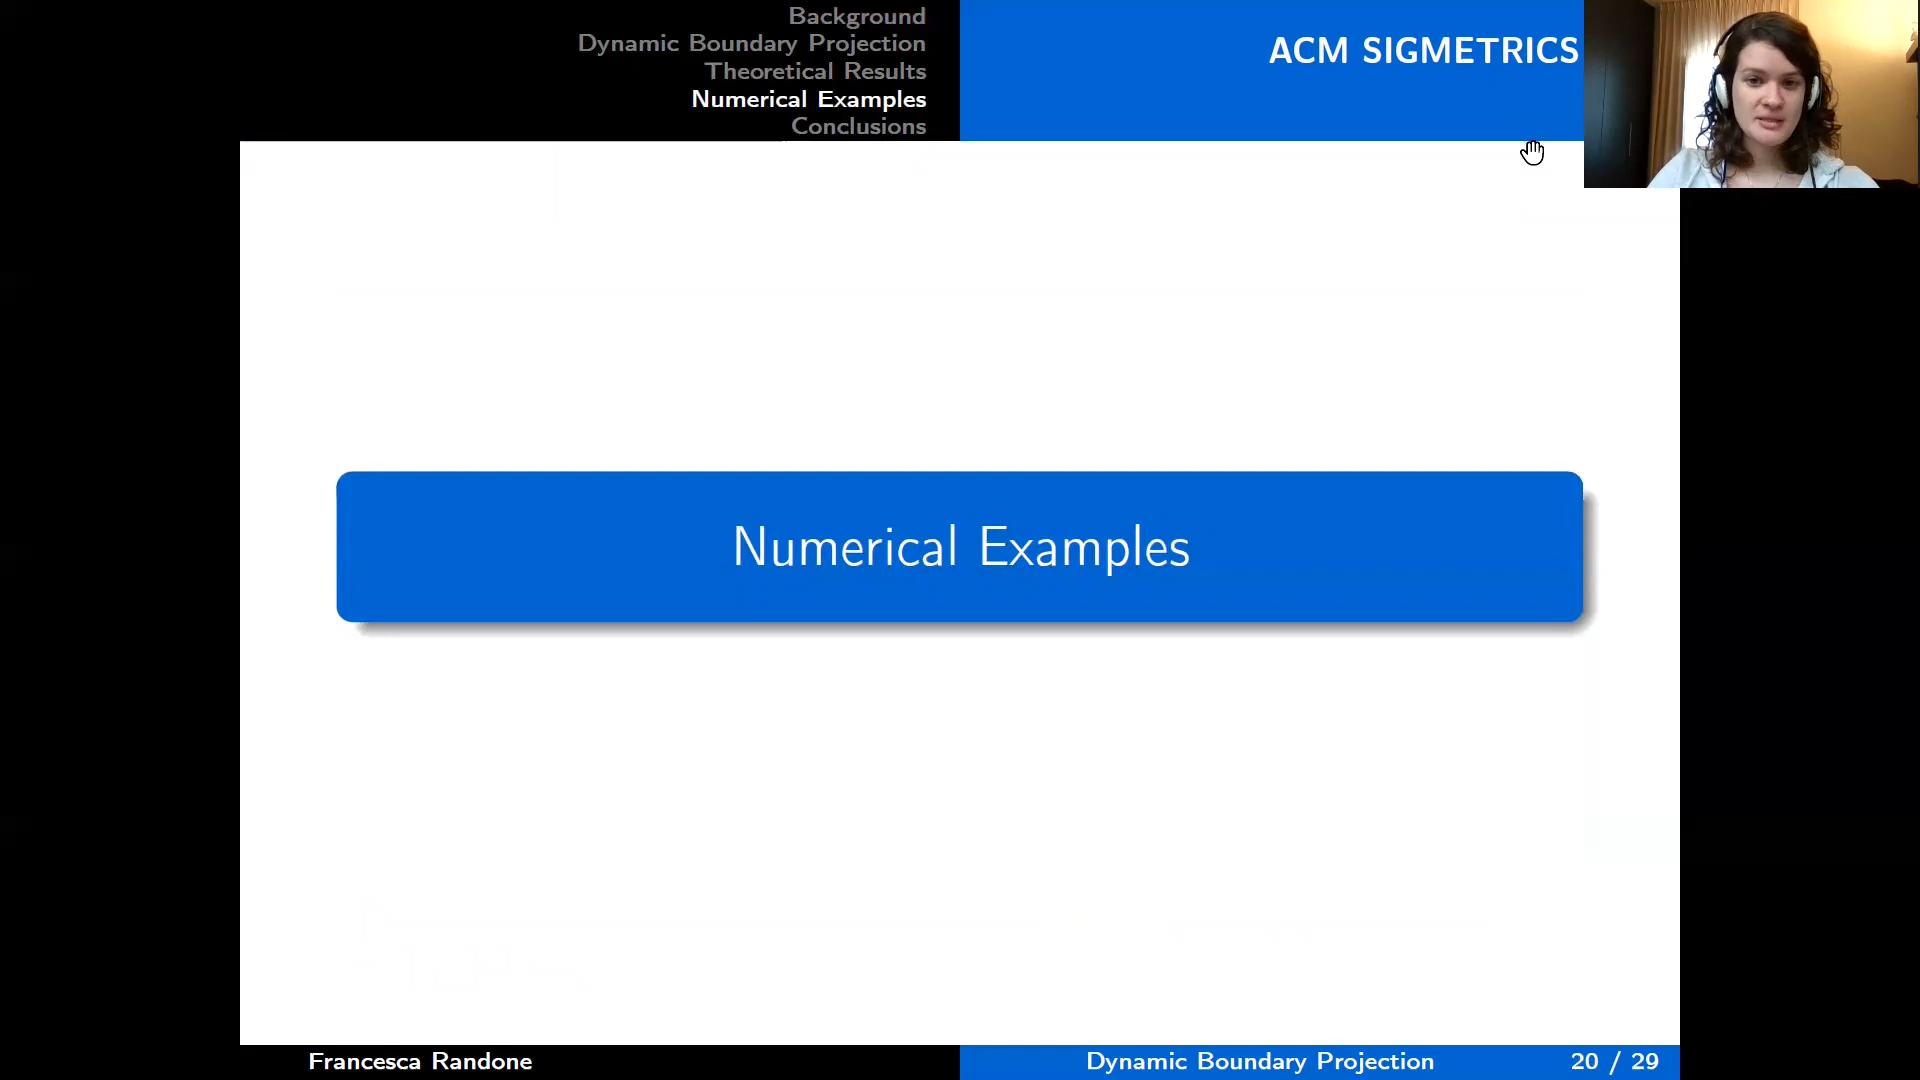 Background
Dynamic Boundary Projection
Theoretical Results
Numerical Examples
Conclusions
ACM SIGMETRICS
Numerical Examples
Francesca Randone
Dynamic Boundary Projection
20 / 29